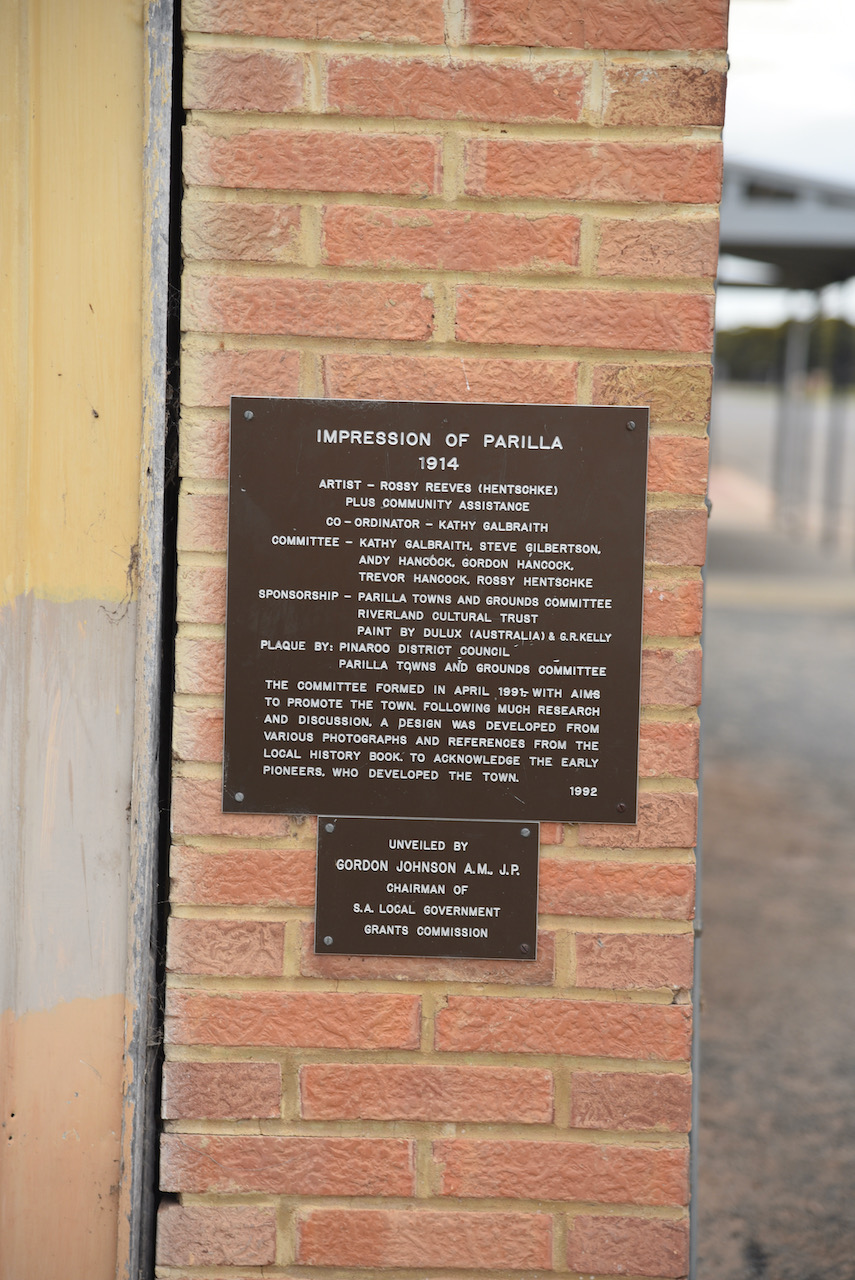 IMPRESSION OF PARILLA
1914
ARTIST – ROSSY REEVES (HENTSCHKE)
PLUS COMMUNITY ASSISTANCE
CO-ORDINATOR – KATHY GALBRAITH
COMMITTEE – KATHY GALBRAITH, STEVE GILBERTSON,
ANDY HANCOCK, GORDON HANCOCK,
TREVOR HANCOCK, ROSSY HENTSCHKE
SPONSORSHIP – PARILLA TOWNS AND GROUNDS COMMITTEE
RIVERLAND CULTURAL TRUST
PAINT BY DULUX (AUSTRALIA) & G.R.KELLY
PLAQUE BY: PINAROO DISTRICT COUNCIL
PARILLA TOWNS AND GROUNDS COMMITTEE
THE COMMITTEE FORMED IN APRIL 1991, WITH AIMS
TO PROMOTE THE TOWN. FOLLOWING MUCH RESEARCH
AND DISCUSSION, A DESIGN WAS DEVELOPED FROM
VARIOUS PHOTOGRAPHS AND REFERENCES FROM THE
LOCAL HISTORY BOOK. TO ACKNOWLEDGE THE EARLY
PIONEERS, WHO DEVELOPED THE TOWN.
1992
UNVEILED BY
GORDON JOHNSON A.M., J.P.
CHAIRMAN OF
S.A. LOCAL GOVERNMENT
GRANTS COMMISSION